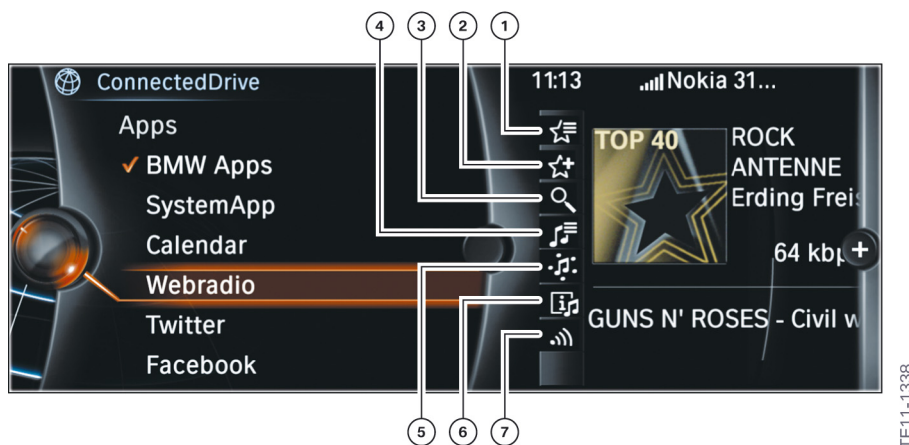 4 3 2 1
ConnectedDrive
11:13
Nokia 31...
Apps
BMW Apps
SystemApp
Calendar
Webradio
Twitter
Facebook
TOP 40
ROCK
ANTENNE
Erding Freis
64 kbp
+
GUNS N' ROSES - Civil w
5 6 7
TE11-1338